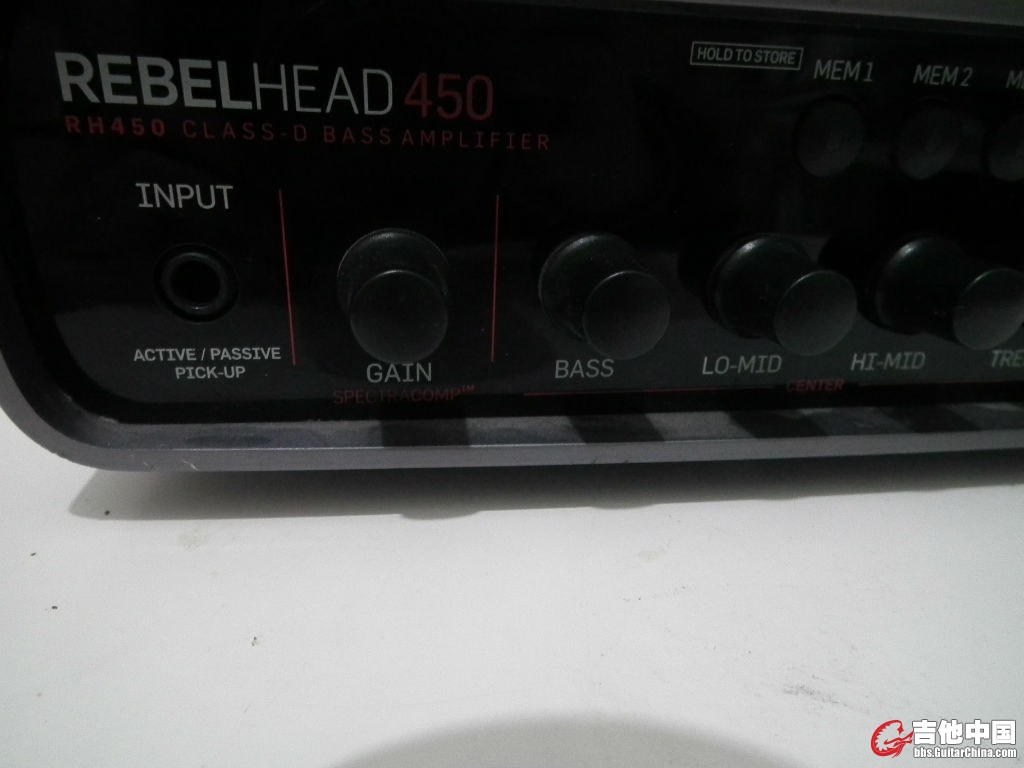 REBELHEAD 450
RH450 CLASS-D BASS AMPLIFIER
HOLD TO STORE
MEM 1 MEM 2
INPUT
ACTIVE / PASSIVE
PICK-UP
GAIN BASS LO-MID HI-MID TRE
SPECTRACOMP™ CENTER
吉他中国
bbs.GuitarChina.com